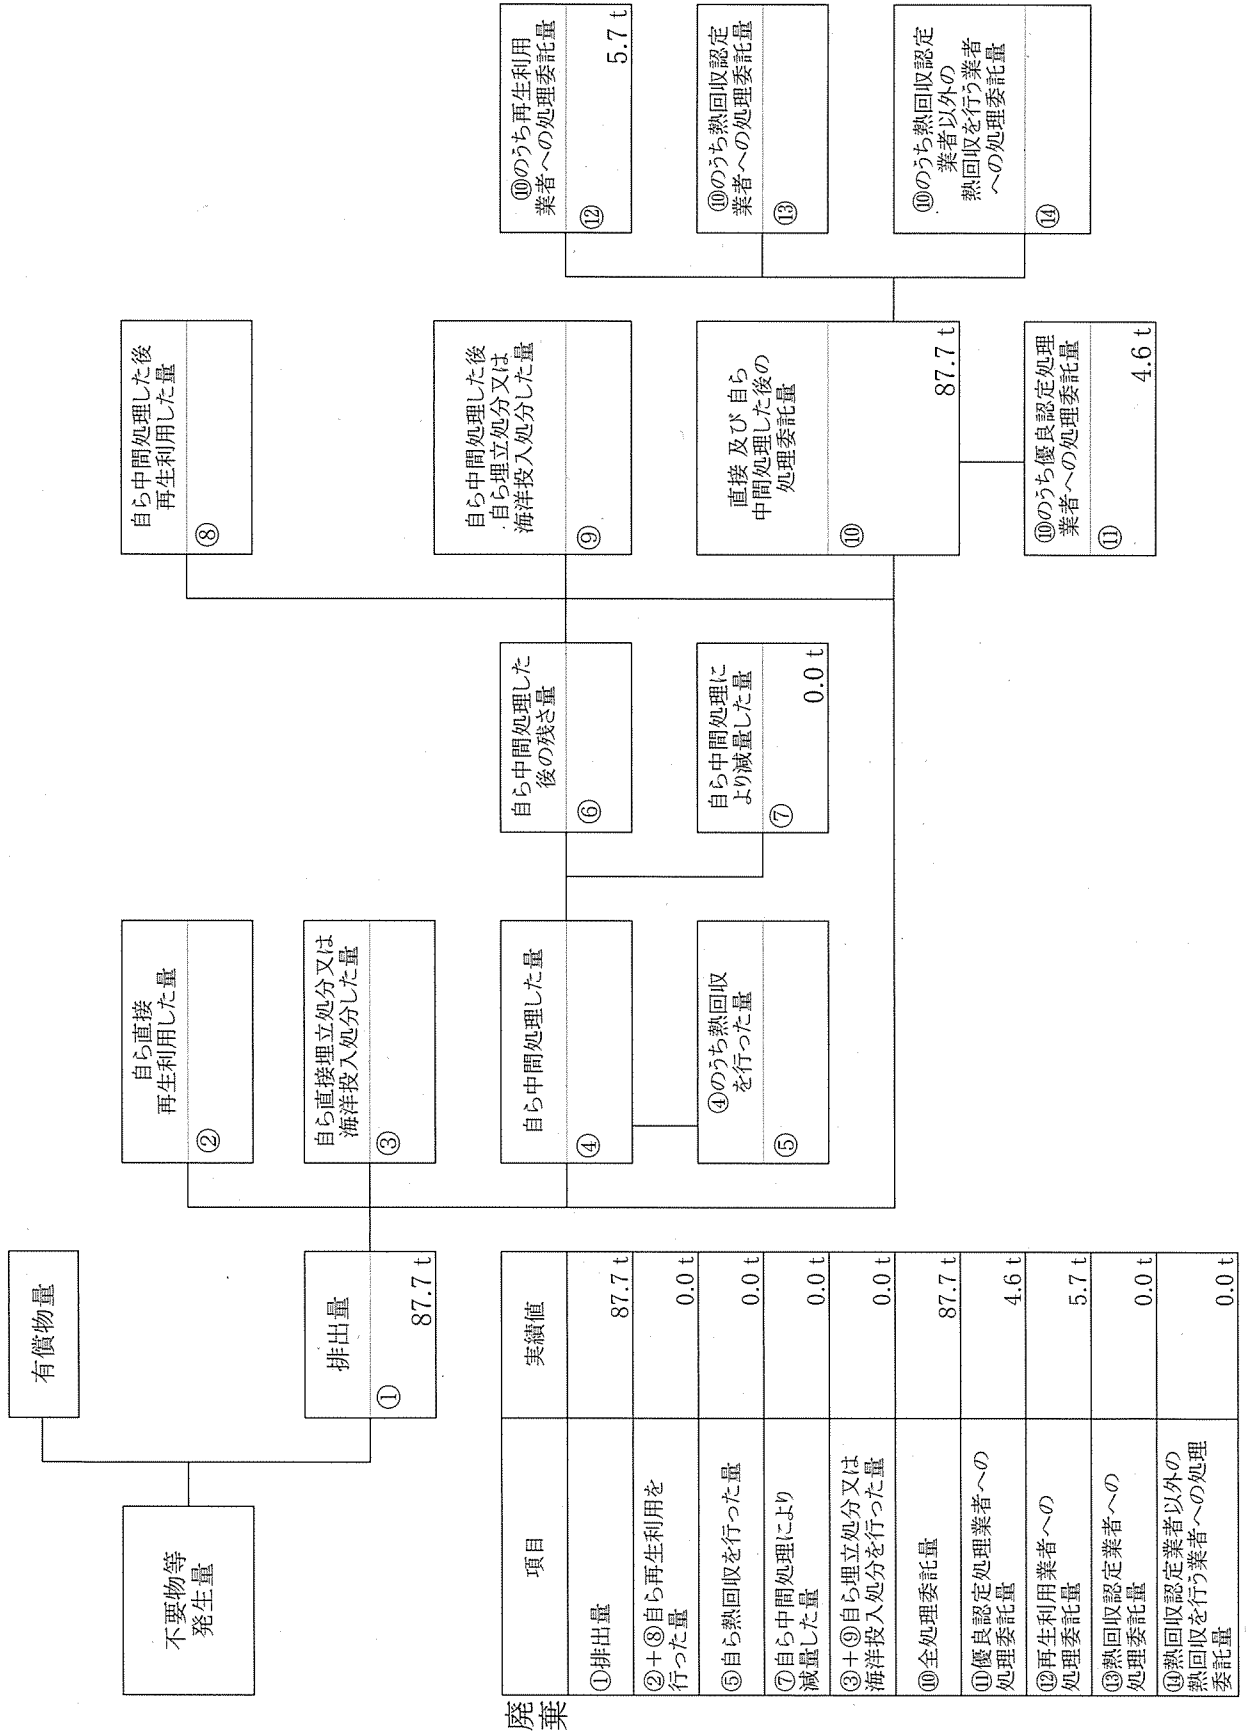 不要物等
発生量
有償物量
排出量
①
87.7 t
自ら直接
再生利用した量
②
自ら直接埋立処分又は
海洋投入処分した量
③
自ら中間処理した量
④
④のうち熱回収
を行った量
⑤
自ら中間処理した
後の残さ量
⑥
自ら中間処理に
より減量した量
⑦
0.0 t
自ら中間処理した後
再生利用した量
⑧
自ら中間処理した後
自ら埋立処分又は
海洋投入処分した量
⑨
直接 及び 自ら
中間処理した後の
処理委託量
⑩
87.7 t
⑩のうち優良認定処理
業者への処理委託量
⑪
4.6 t
⑩のうち再生利用
業者への処理委託量
⑫
5.7 t
⑩のうち熱回収認定
業者への処理委託量
⑬
⑩のうち熱回収認定
業者以外の
熱回収を行う業者
への処理委託量
⑭
項目 実績値
①排出量 87.7 t
②+⑧自ら再生利用を
行った量 0.0 t
⑤自ら熱回収を行った量 0.0 t
⑦自ら中間処理により
減量した量 0.0 t
③+⑨自ら埋立処分又は
海洋投入処分を行った量 0.0 t
⑩全処理委託量 87.7 t
⑪優良認定処理業者への
処理委託量 4.6 t
⑫再生利用業者への
処理委託量 5.7 t
⑬熱回収認定業者への
処理委託量 0.0 t
⑭熱回収認定業者以外の
熱回収を行う業者への処理
委託量 0.0 t
廃
棄